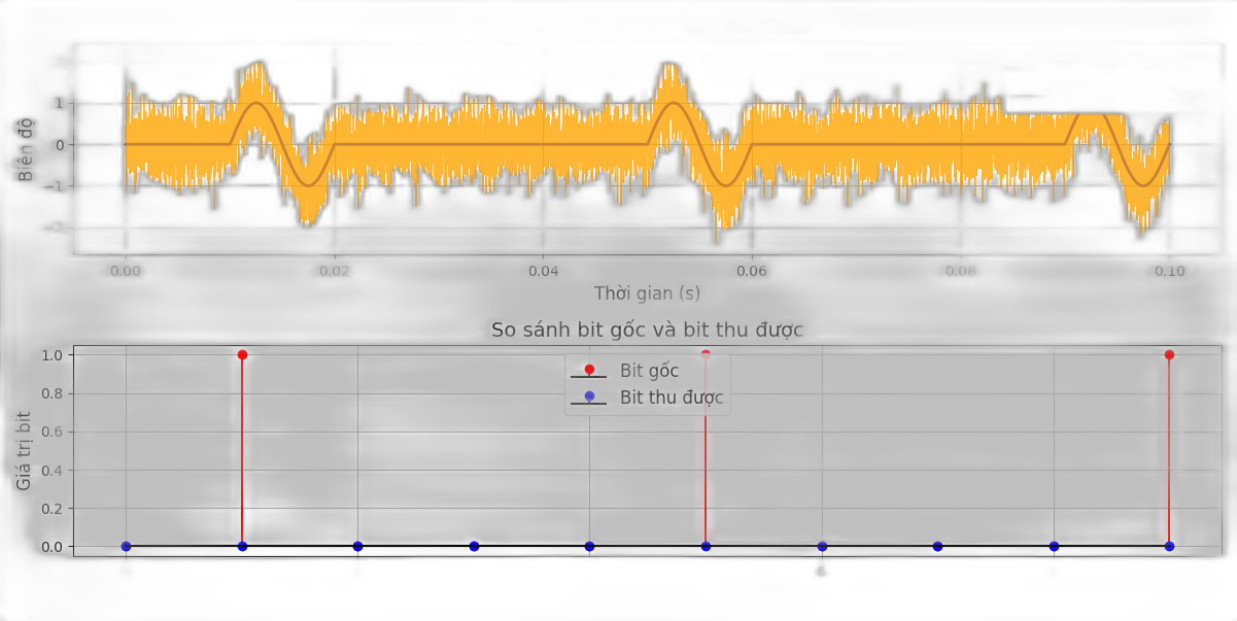 1
0
−1
−2
Biên độ
0.00 0.02 0.04 0.06 0.08 0.10
Thời gian (s)
So sánh bit gốc và bit thu được
1.0
0.8
0.6
0.4
0.2
0.0
Giá trị bit
Bit gốc
Bit thu được